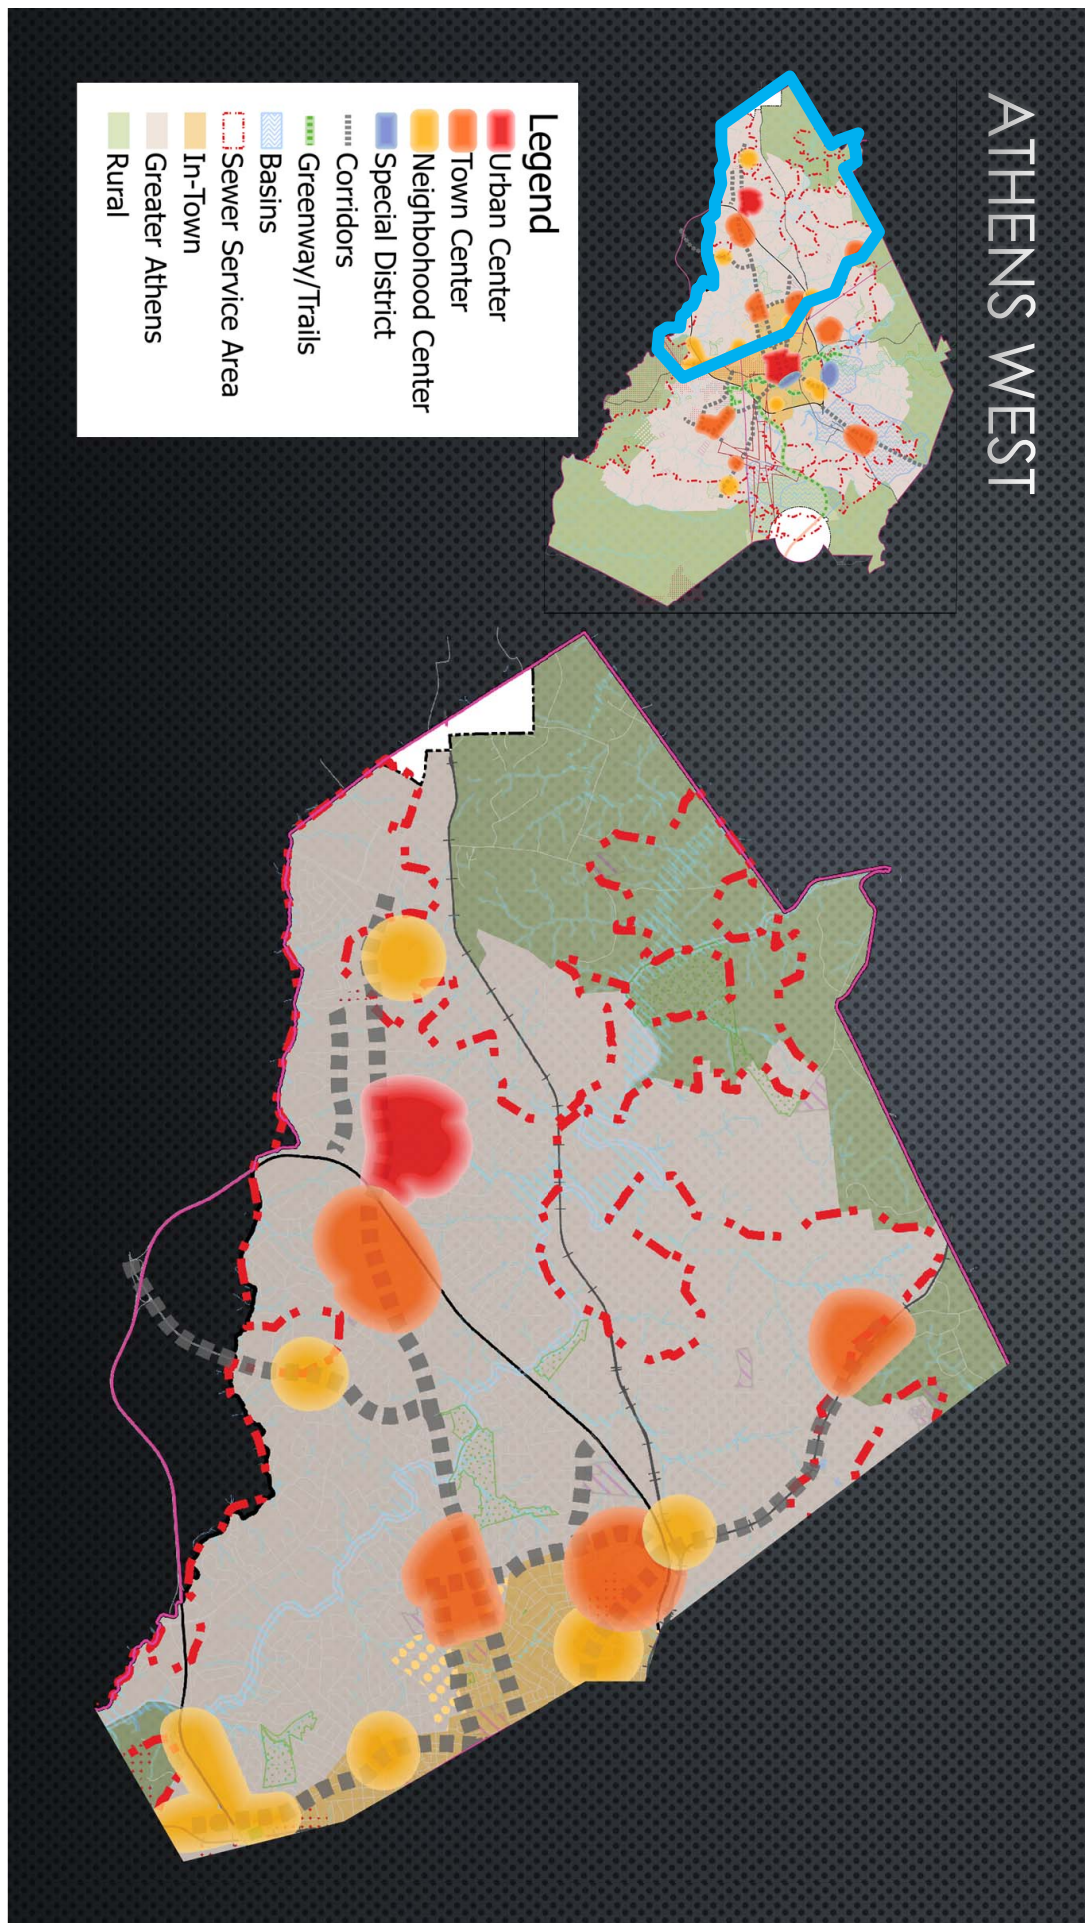 ATHENS WEST
Legend
Urban Center
Town Center
Neighbohood Center
Special District
Corridors
Greenway/Trails
Basins
Sewer Service Area
In-Town
Greater Athens
Rural